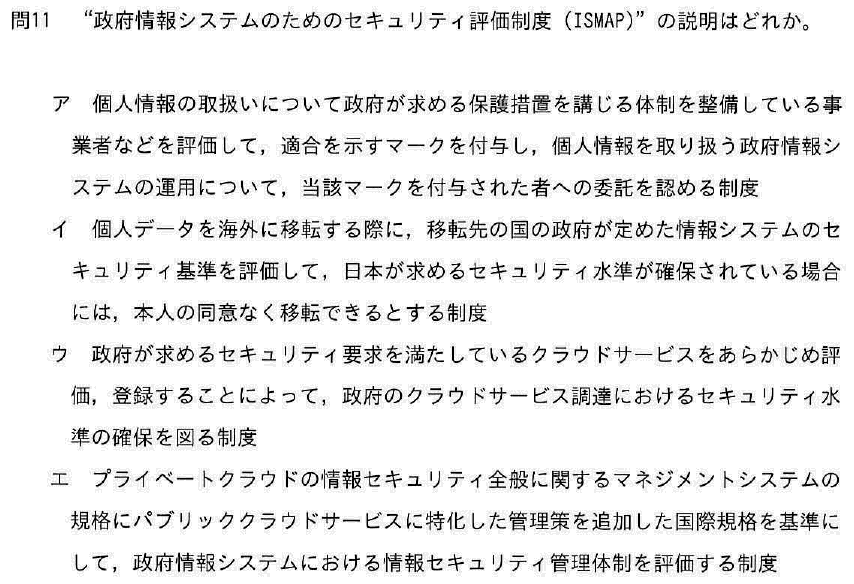 問11 “政府情報システムのためのセキュリティ評価制度（ISMAP）”の説明はどれか。
ア 個人情報の取扱いについて政府が求める保護措置を講じる体制を整備している事
業者などを評価して，適合を示すマークを付与し，個人情報を取り扱う政府情報シ
ステムの運用について，当該マークを付与された者への委託を認める制度
イ 個人データを海外に移転する際に，移転先の国の政府が定めた情報システムのセ
キュリティ基準を評価して，日本が求めるセキュリティ水準が確保されている場合
には，本人の同意なく移転できるとする制度
ウ 政府が求めるセキュリティ要求を満たしているクラウドサービスをあらかじめ評
価，登録することによって，政府のクラウドサービス調達におけるセキュリティ水
準の確保を図る制度
エ プライベートクラウドの情報セキュリティ全般に関するマネジメントシステムの
規格にパブリッククラウドサービスに特化した管理策を追加した国際規格を基準に
して，政府情報システムにおける情報セキュリティ管理体制を評価する制度